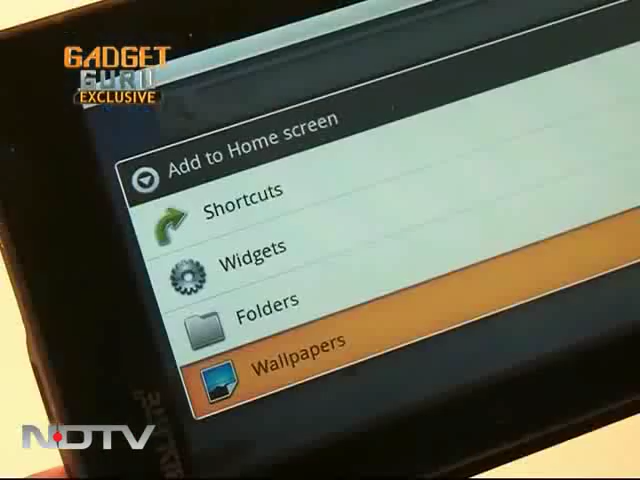 GADGET
GURU
EXCLUSIVE
Add to Home screen
Shortcuts
Widgets
Folders
Wallpapers
NDTV